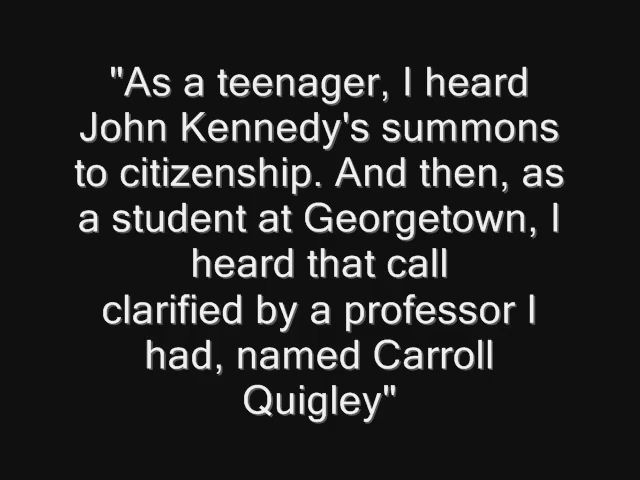 "As a teenager, I heard
John Kennedy's summons
to citizenship. And then, as
a student at Georgetown, I
heard that call
clarified by a professor I
had, named Carroll
Quigley"